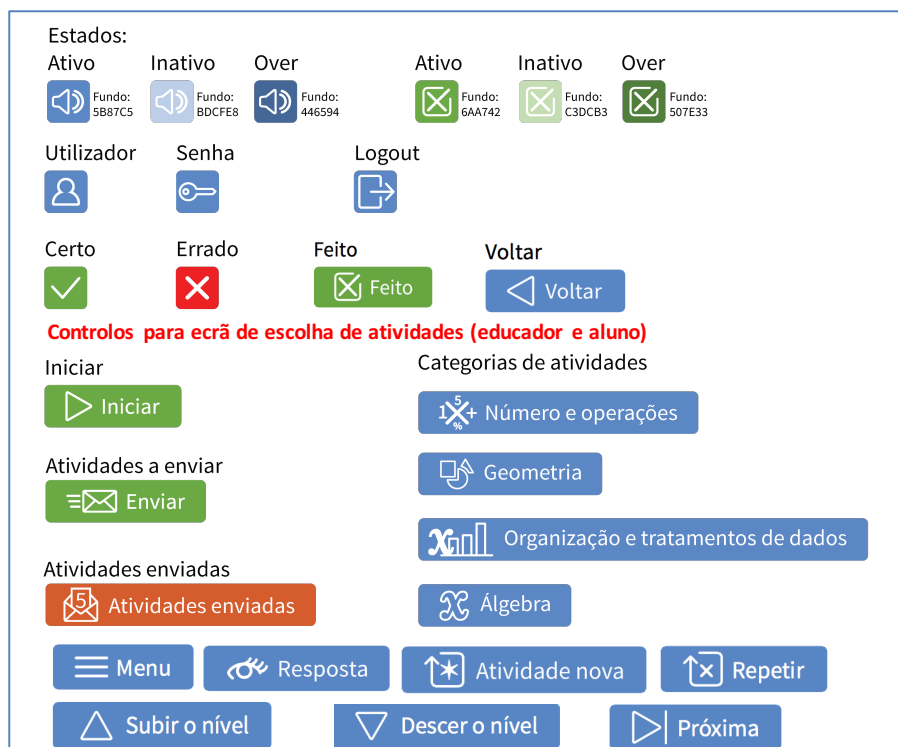 Estados:
Ativo Inativo Over Ativo Inativo Over
Fundo: 5B87C5 Fundo: BDCFE8 Fundo: 446594 Fundo: 6AA742 Fundo: C3DCB3 Fundo: 507E33
Utilizador Senha Logout
Certo Errado Feito Voltar
Feito Voltar
Controlos para ecrã de escolha de atividades (educador e aluno)
Iniciar Categorias de atividades
Iniciar 1 5 + % Número e operações
Atividades a enviar Geometria
Enviar
x Organização e tratamentos de dados
Atividades enviadas
5 Atividades enviadas x Álgebra
Menu Resposta Atividade nova Repetir
Subir o nível Descer o nível Próxima